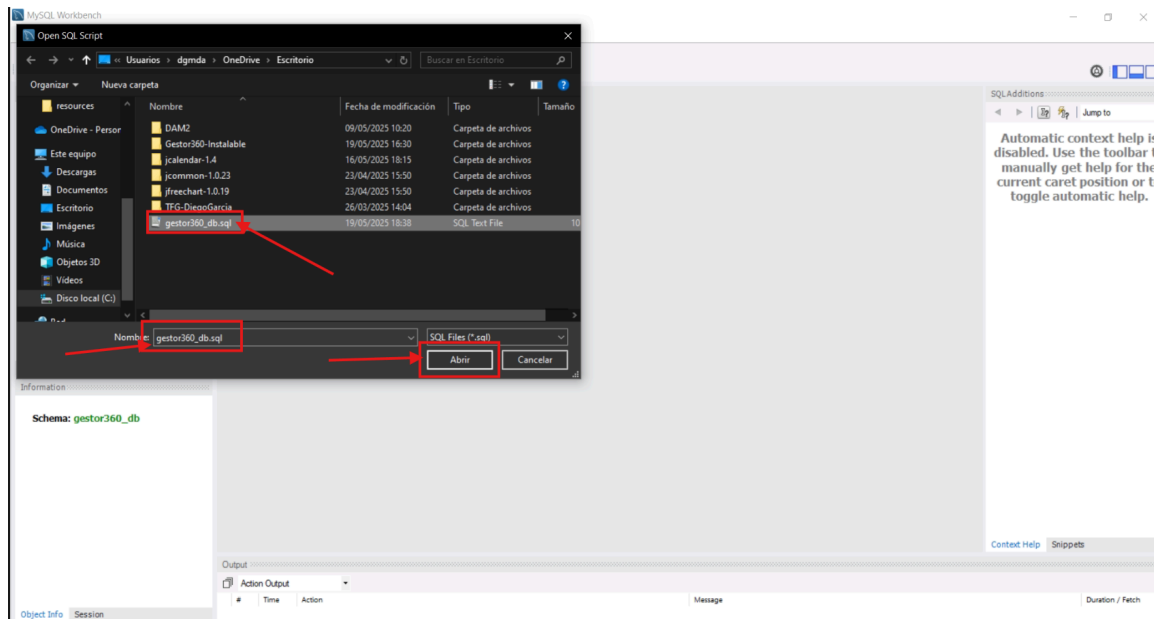 MySQL Workbench
Open SQL Script
« Usuarios › dgmda › OneDrive › Escritorio
Buscar en Escritorio
Organizar
Nueva carpeta
resources
OneDrive - Person
Este equipo
Descargas
Documentos
Escritorio
Imágenes
Música
Objetos 3D
Vídeos
Disco local (C:)
Nombre Fecha de modificación Tipo Tamaño
DAM2 09/05/2025 10:20 Carpeta de archivos
Gestor360-Instalable 19/05/2025 16:30 Carpeta de archivos
jcalendar-1.4 16/05/2025 18:15 Carpeta de archivos
jcommon-1.0.23 23/04/2025 15:50 Carpeta de archivos
jfreechart-1.0.19 23/04/2025 15:50 Carpeta de archivos
TFG-DiegoGarcia 26/03/2025 14:04 Carpeta de archivos
gestor360_db.sql 19/05/2025 18:38 SQL Text File 10
Nombre: gestor360_db.sql
SQL Files (*.sql)
Abrir
Cancelar
SQLAdditions
Jump to
Automatic context help is
disabled. Use the toolbar t
manually get help for the
current caret position or t
toggle automatic help.
Information
Schema: gestor360_db
Context Help Snippets
Output
Action Output
# Time Action Message Duration / Fetch
Object Info Session